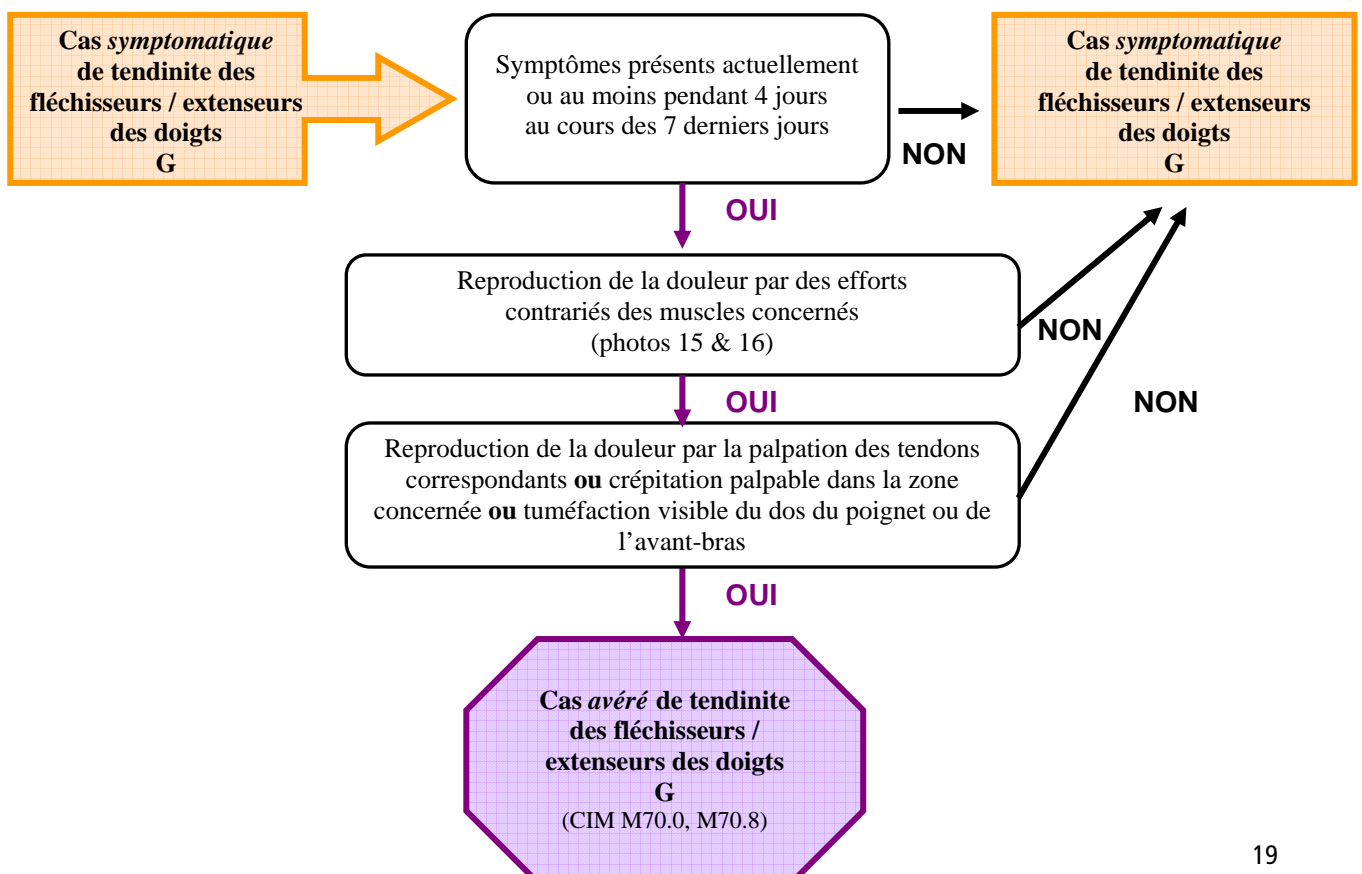 Cas symptomatique
de tendinite des
fléchisseurs / extenseurs
des doigts
G
Symptômes présents actuellement
ou au moins pendant 4 jours
au cours des 7 derniers jours
NON
Cas symptomatique
de tendinite des
fléchisseurs / extenseurs
des doigts
G
OUI
Reproduction de la douleur par des efforts
contrariés des muscles concernés
(photos 15 & 16)
NON
OUI
NON
Reproduction de la douleur par la palpation des tendons
correspondants ou crépitation palpable dans la zone
concernée ou tuméfaction visible du dos du poignet ou de
l’avant-bras
OUI
Cas avéré de tendinite
des fléchisseurs /
extenseurs des doigts
G
(CIM M70.0, M70.8)
19